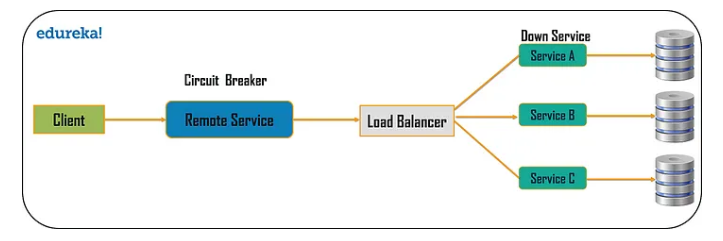 edureka!
Down Service
Service A
Circuit Breaker
Client
Remote Service
Load Balancer
Service B
Service C